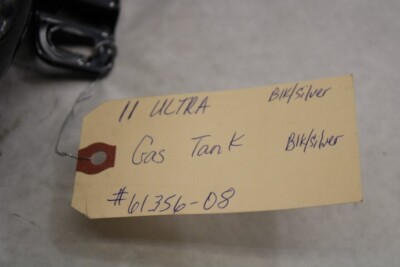 11 ULTRA Blk/silver
Gas Tank Blk/silver
#61356-08